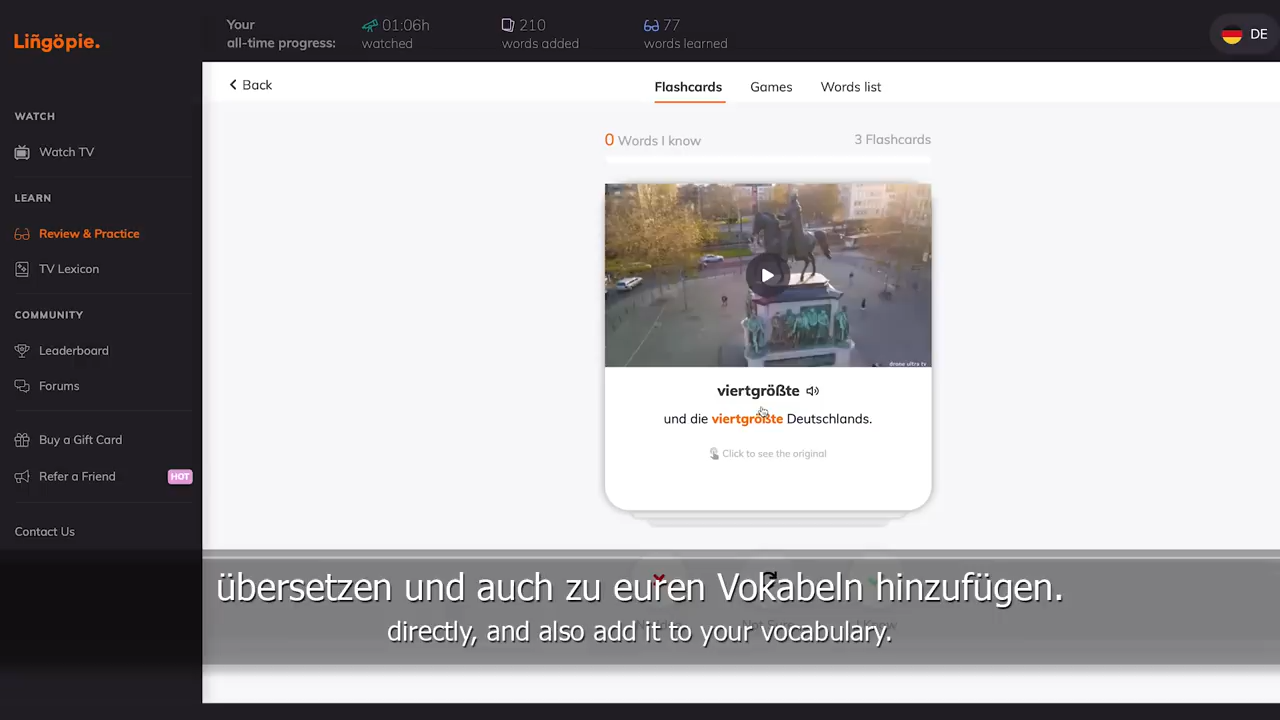 Liñgöpie.
Your
all-time progress:
01:06h
watched
210
words added
77
words learned
DE
WATCH
Watch TV
LEARN
Review & Practice
TV Lexicon
COMMUNITY
Leaderboard
Forums
Buy a Gift Card
Refer a Friend
HOT
Contact Us
Back
Flashcards
Games
Words list
0 Words I know
3 Flashcards
drone ultra tv
viertgrößte
und die viertgrößte Deutschlands.
Click to see the original
übersetzen und auch zu euren Vokabeln hinzufügen.
directly, and also add it to your vocabulary.